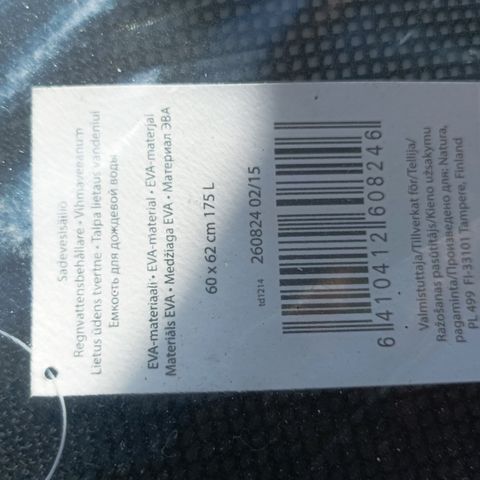 Sadevesisäiliö
Regnvattensbehållare • Vihmaveeanum
Lietus ūdens tvertne • Talpa lietaus vandeniui
Емкость для дождевой воды
EVA-materiaali • EVA-material • EVA-materjal
Materiāls EVA • Medžiaga EVA • Материал ЭВА
60 x 62 cm 175 L
td1214 260824 02/15
6 410412 608246
Valmistuttaja/Tillverkat för/Tellija/
Ražošanas pasūtītājs/Kieno užsakymu
pagaminta/Произведено для: Natura,
PL 499 FI-33101 Tampere, Finland